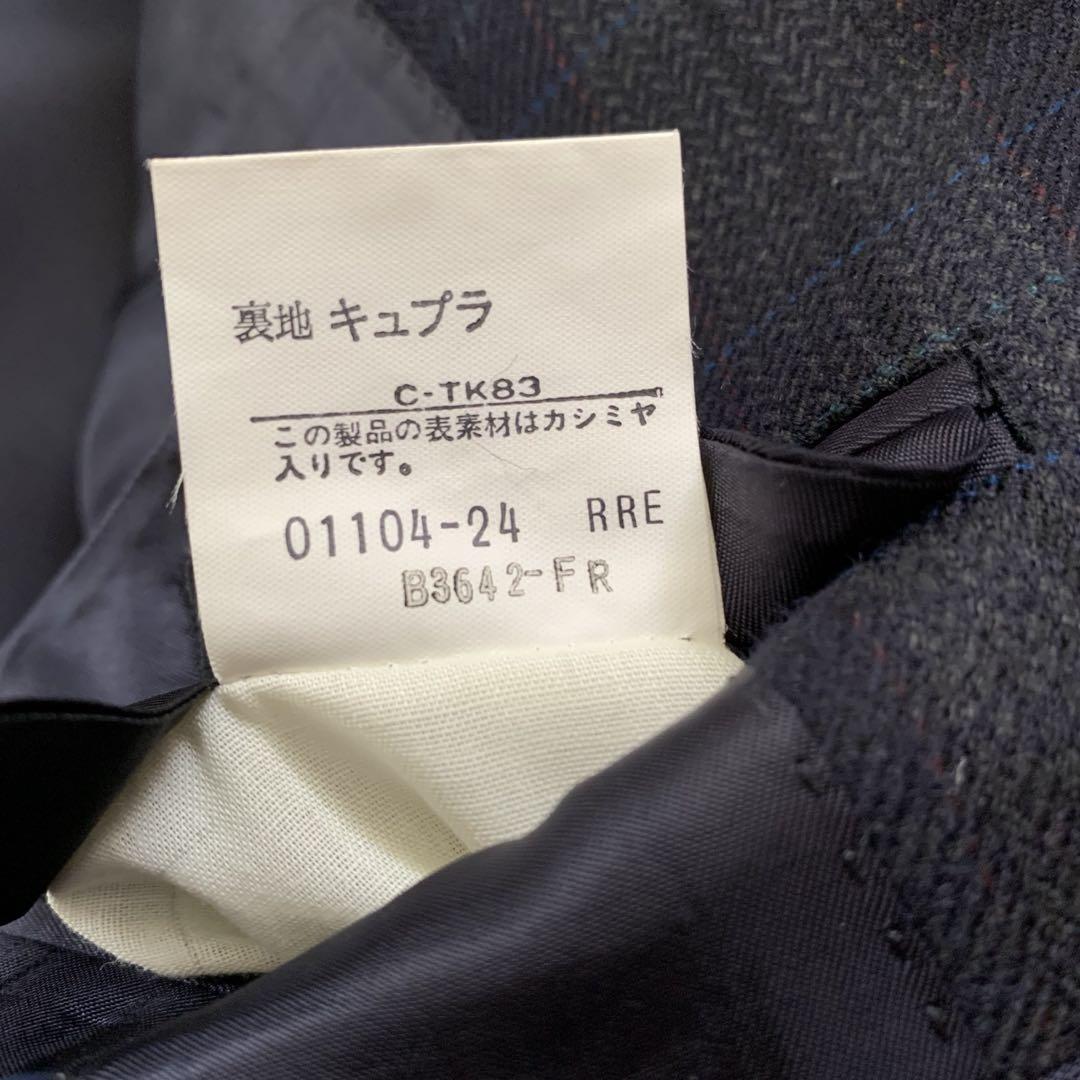 裏地 キュプラ
C-TK83
この製品の表素材はカシミヤ
入りです。
01104-24 RRE
B3642-FR